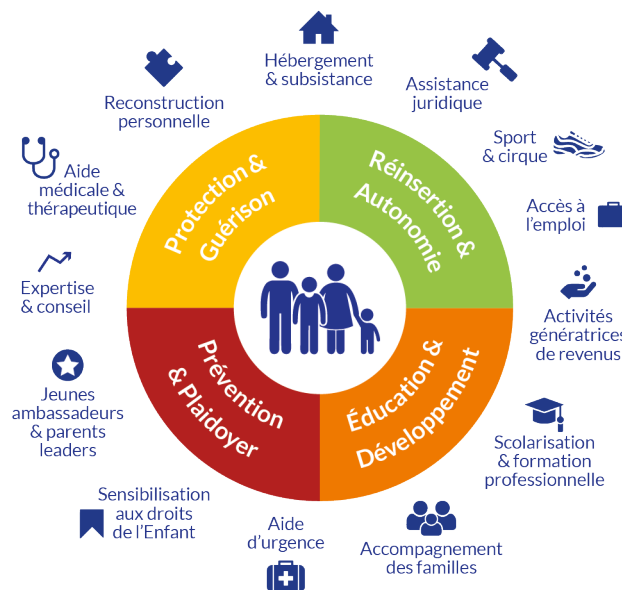 Hébergement
& subsistance
Assistance
juridique
Sport
& cirque
Accès à
l'emploi
Activités
génératrices
de revenus
Scolarisation
& formation
professionnelle
Accompagnement
des familles
Aide
d'urgence
Sensibilisation
aux droits
de l'Enfant
Jeunes
ambassadeurs
& parents
leaders
Expertise
& conseil
Aide
médicale &
thérapeutique
Reconstruction
personnelle
Protection &
Guérison
Réinsertion &
Autonomie
Prévention
& Plaidoyer
Éducation &
Développement